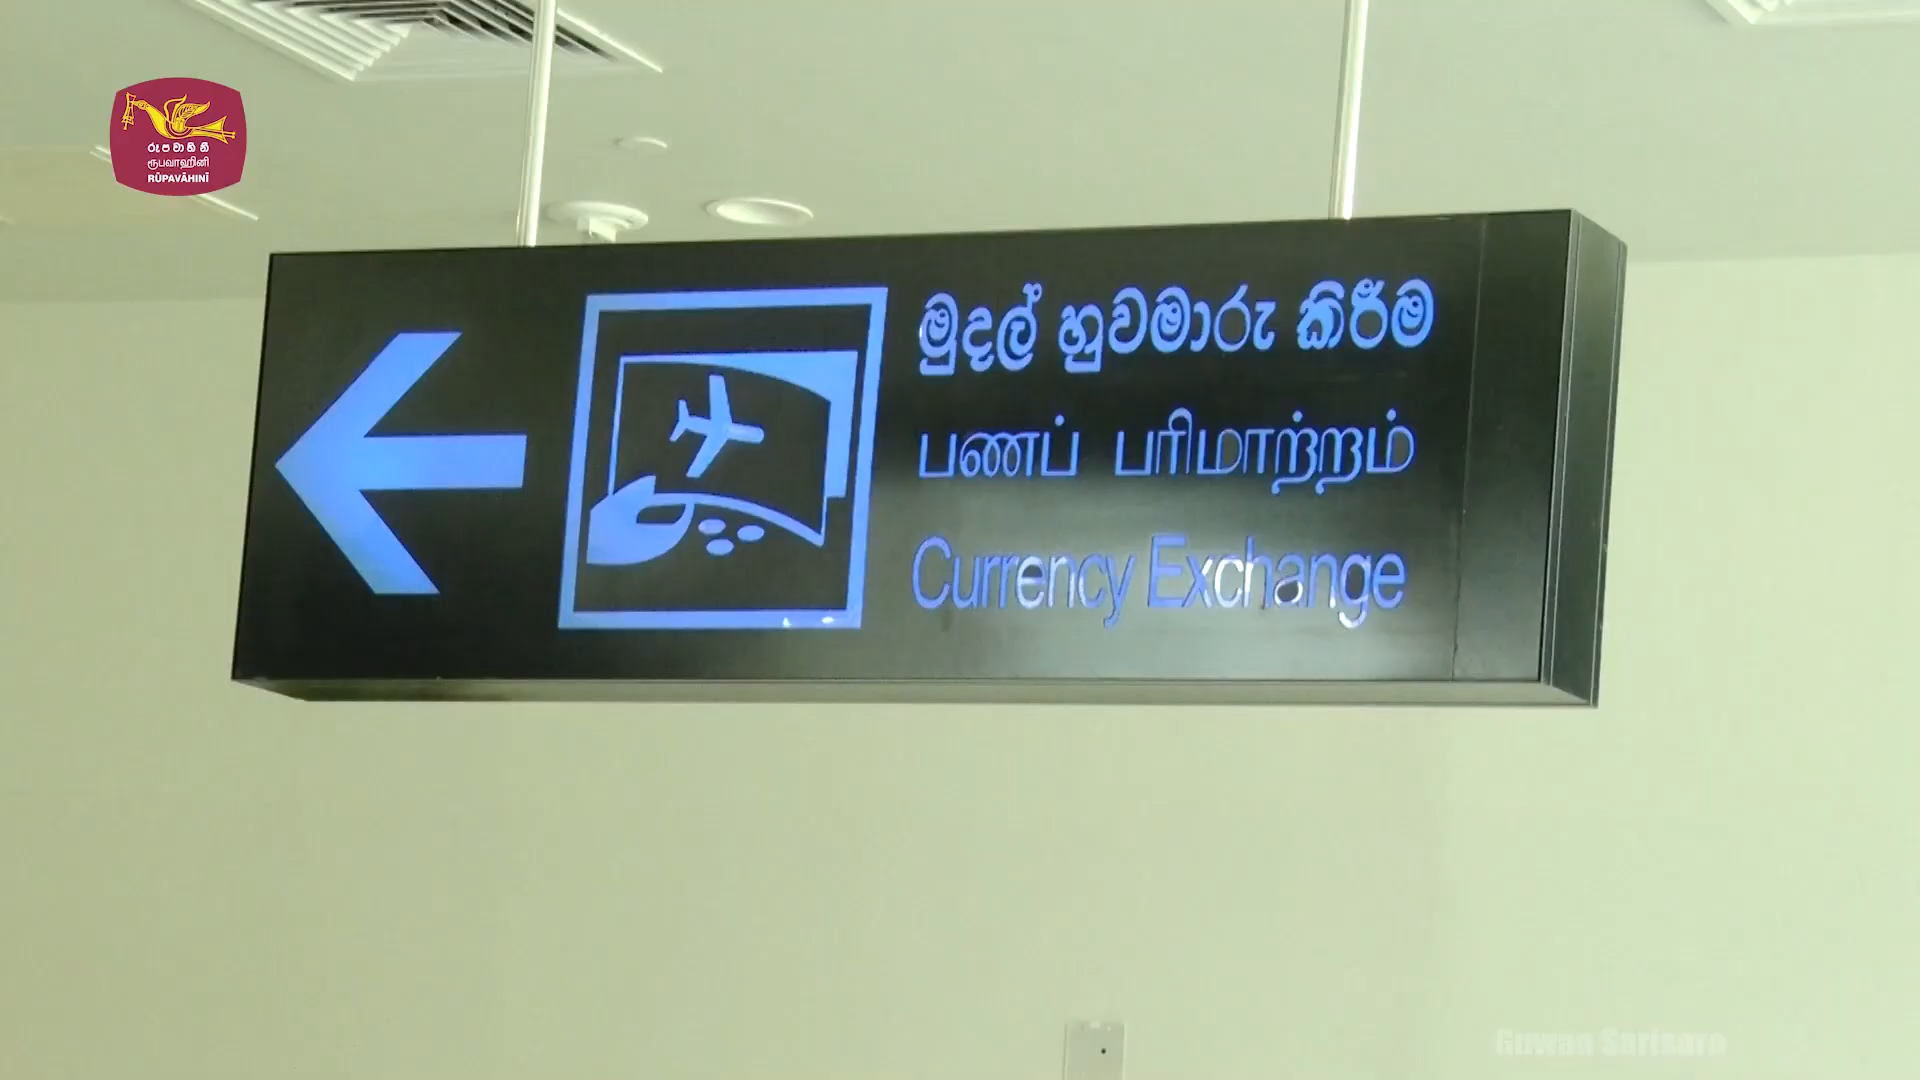 රූපවාහිනී
ரூபவாஹினி
RŪPAVĀHINĪ
මුදල් හුවමාරු කිරීම
பணப் பரிமாற்றம்
Currency Exchange
Guwan Sarisara